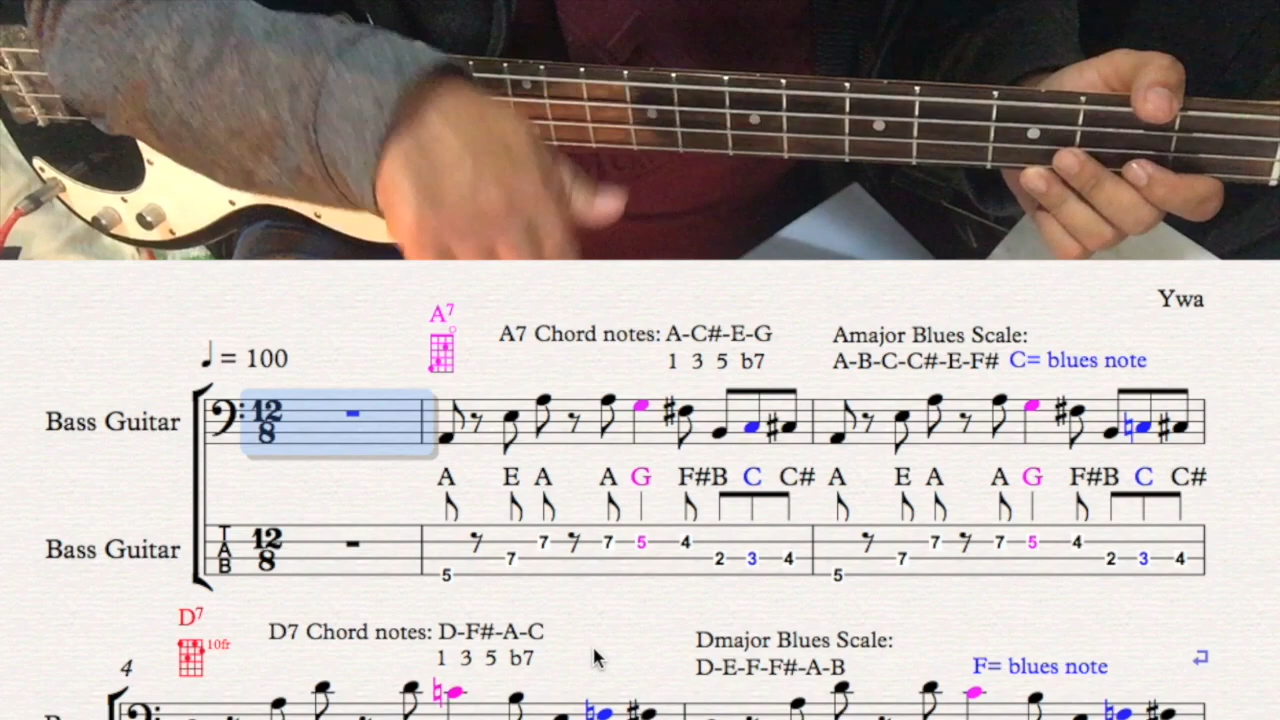 Ywa
A7
A7 Chord notes: A-C#-E-G
1 3 5 b7
Amajor Blues Scale:
A-B-C-C#-E-F# C= blues note
♩ = 100
Bass Guitar
12
8
A E A A G F# B C C# A E A A G F# B C C#
Bass Guitar
T
A
B
12
8
5 7 7 7 5 4 2 3 4 5 7 7 7 5 4 2 3 4
D7
10fr
D7 Chord notes: D-F#-A-C
1 3 5 b7
Dmajor Blues Scale:
D-E-F-F#-A-B F= blues note
4